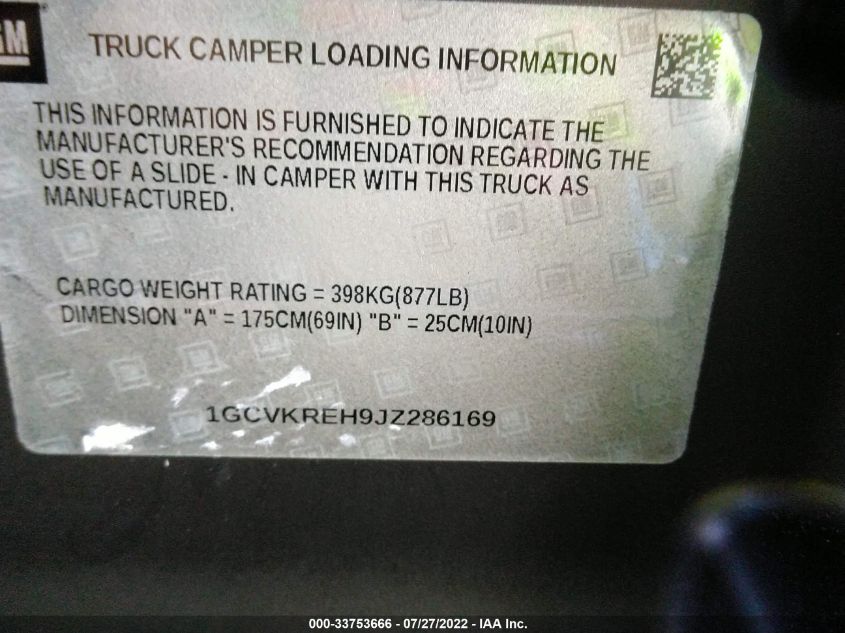 GM
TRUCK CAMPER LOADING INFORMATION
THIS INFORMATION IS FURNISHED TO INDICATE THE
MANUFACTURER'S RECOMMENDATION REGARDING THE
USE OF A SLIDE - IN CAMPER WITH THIS TRUCK AS
MANUFACTURED.
CARGO WEIGHT RATING = 398KG(877LB)
DIMENSION "A" = 175CM(69IN) "B" = 25CM(10IN)
1GCVKREH9JZ286169
000-33753666 - 07/27/2022 - IAA Inc.